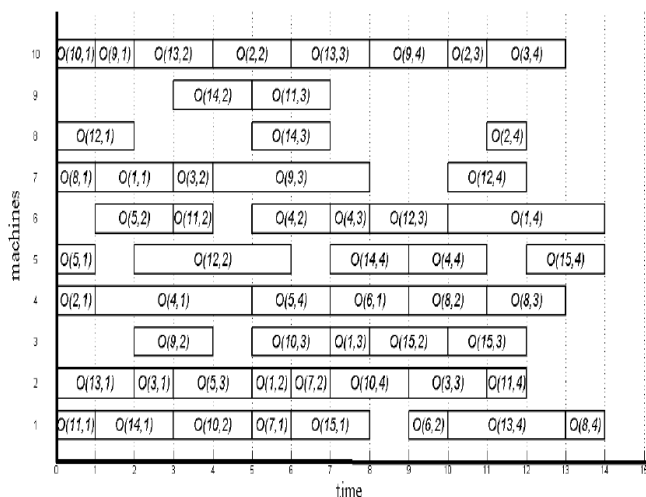 10 O(10,1) O(9,1) O(13,2) O(2,2) O(13,3) O(9,4) O(2,3) O(3,4)
9 O(14,2) O(11,3)
8 O(12,1) O(14,3) O(2,4)
7 O(8,1) O(1,1) O(3,2) O(9,3) O(12,4)
machines
6 O(5,2) O(11,2) O(4,2) O(4,3) O(12,3) O(1,4)
5 O(5,1) O(12,2) O(14,4) O(4,4) O(15,4)
4 O(2,1) O(4,1) O(5,4) O(6,1) O(8,2) O(8,3)
3 O(9,2) O(10,3) O(1,3) O(15,2) O(15,3)
2 O(13,1) O(3,1) O(5,3) O(1,2) O(7,2) O(10,4) O(3,3) O(11,4)
1 O(11,1) O(14,1) O(10,2) O(7,1) O(15,1) O(6,2) O(13,4) O(8,4)
0 1 2 3 4 5 6 7 8 9 10 11 12 13 14 15
time